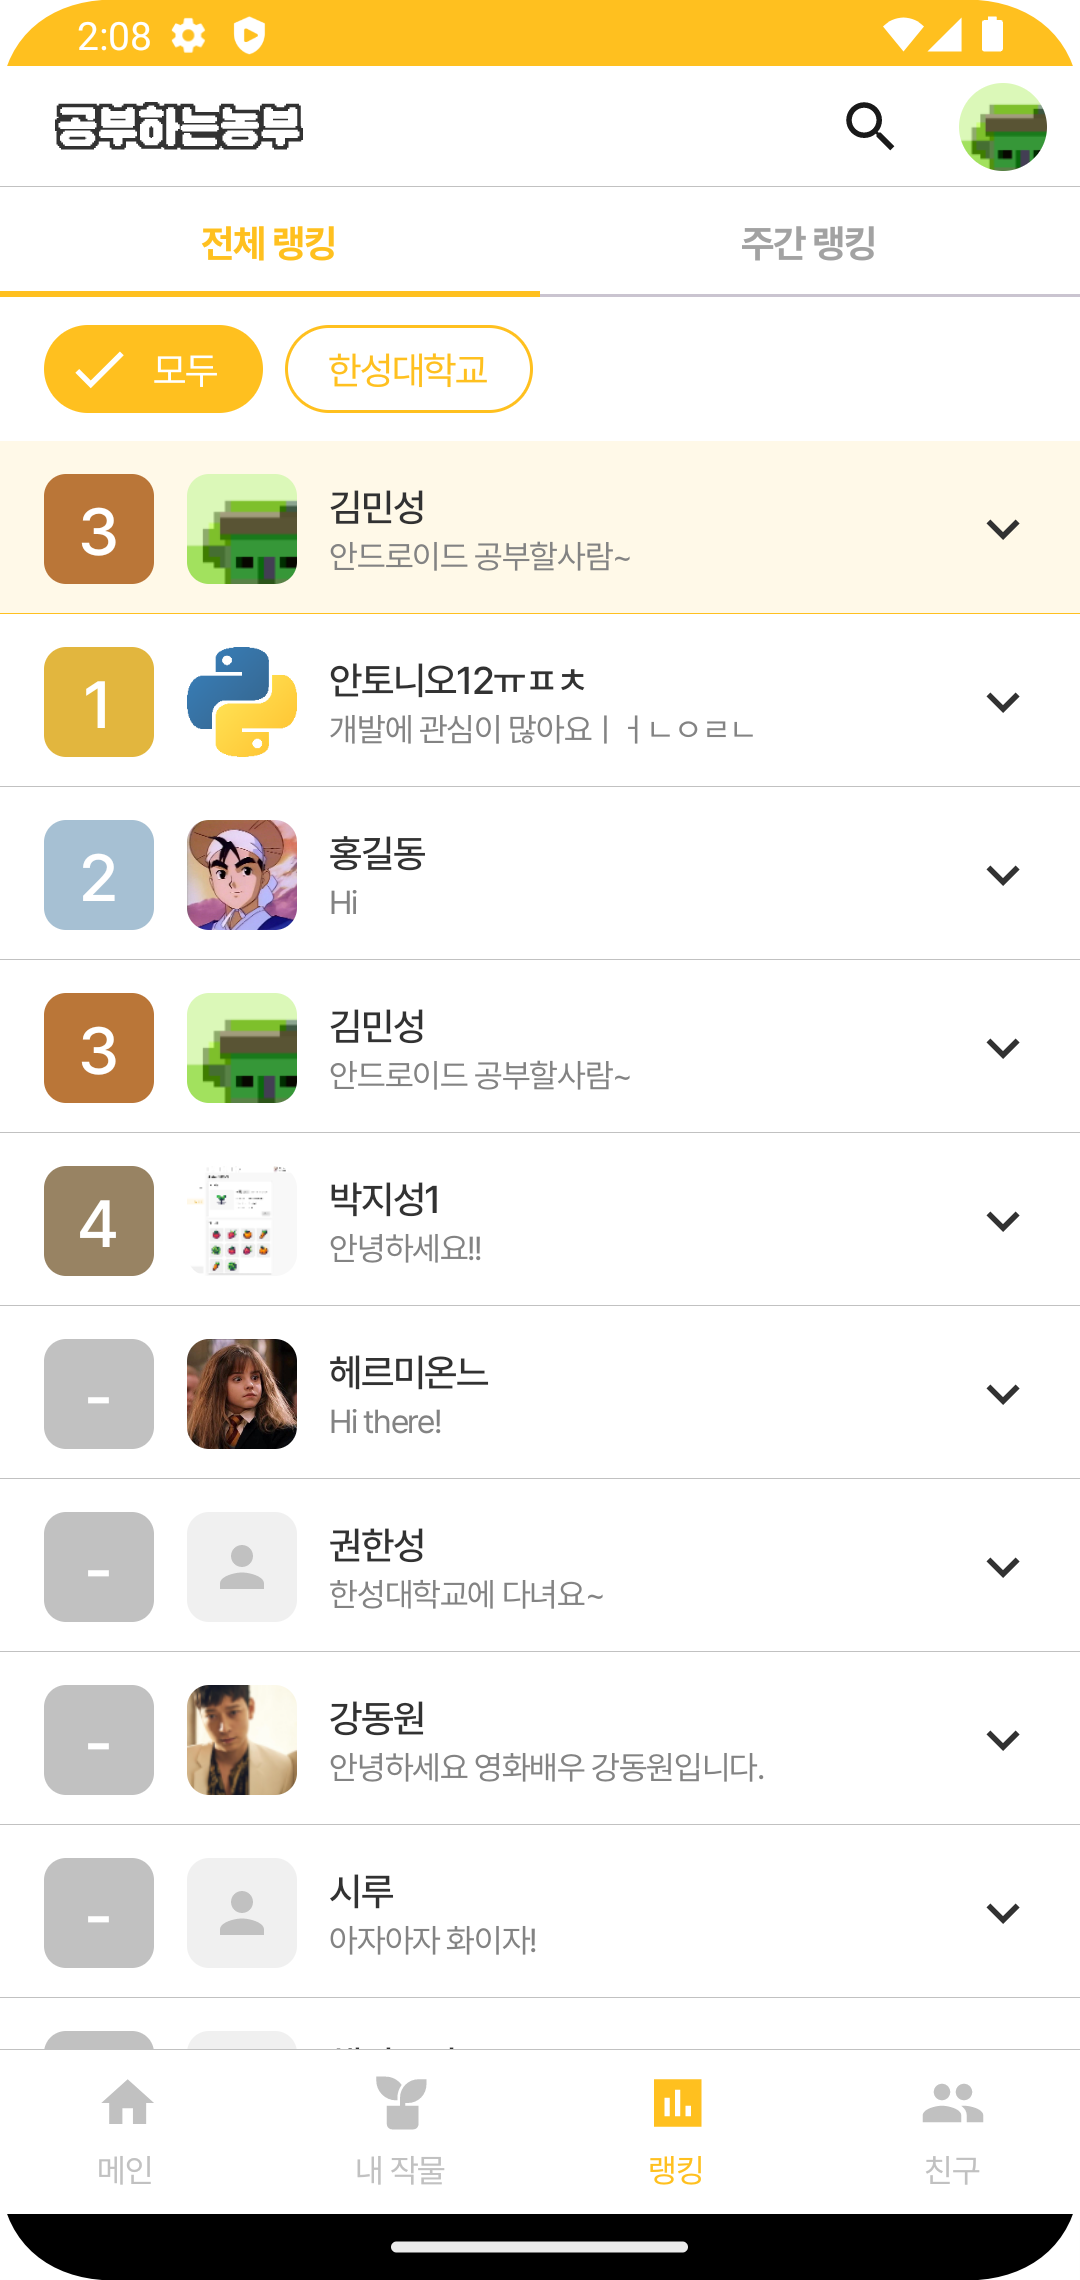 2:08
공부하는농부
전체 랭킹
주간 랭킹
모두
한성대학교
3
김민성
안드로이드 공부할사람~
1
안토니오12ㅠㅍㅊ
개발에 관심이 많아요ㅣㅓㄴㅇㄹㄴ
2
홍길동
Hi
3
김민성
안드로이드 공부할사람~
4
박지성1
안녕하세요!!
-
헤르미온느
Hi there!
-
권한성
한성대학교에 다녀요~
-
강동원
안녕하세요 영화배우 강동원입니다.
-
시루
아자아자 화이자!
메인
내 작물
랭킹
친구